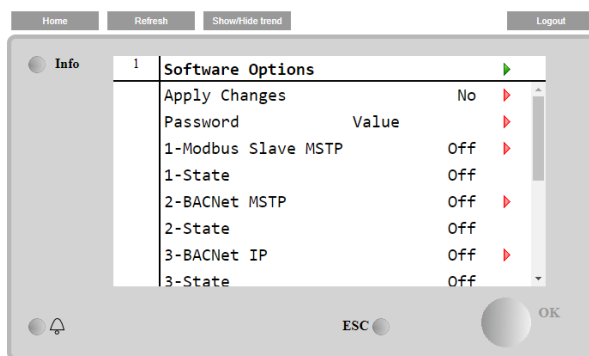 Home Refresh Show/Hide trend Logout
Info
1 Software Options
Apply Changes No
Password Value
1-Modbus Slave MSTP Off
1-State Off
2-BACNet MSTP Off
2-State Off
3-BACNet IP Off
3-State Off
ESC OK